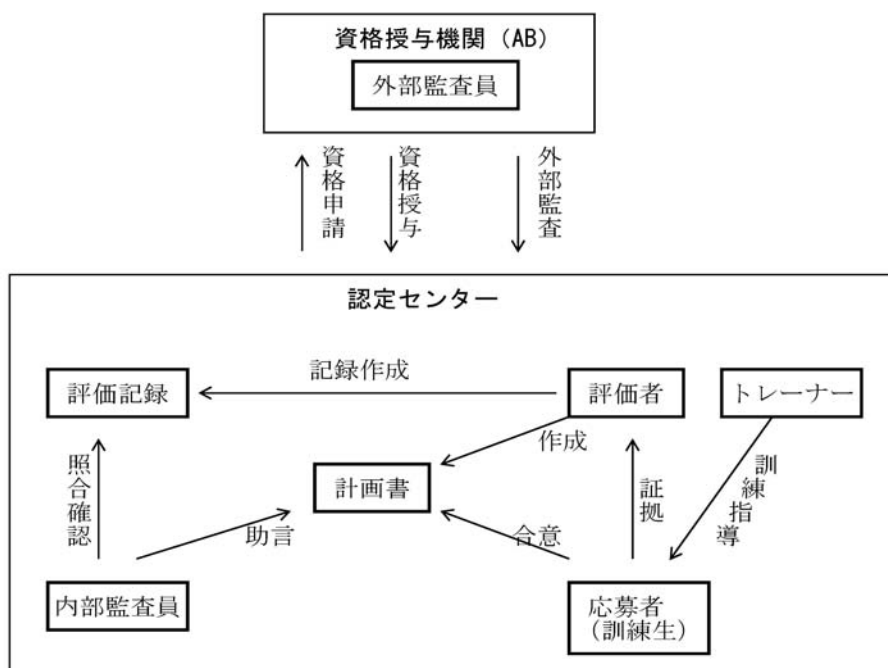 資格授与機関（AB）
外部監査員
資格申請
資格授与
外部監査
認定センター
記録作成
評価記録
評価者
トレーナー
作成
計画書
照合確認
助言
合意
証拠
訓練指導
内部監査員
応募者
（訓練生）